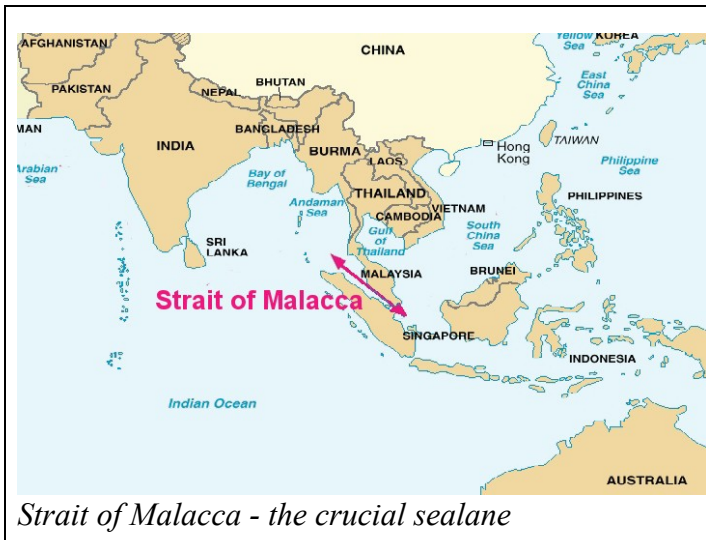 AFGHANISTAN
CHINA
Yellow
Sea
KOREA
PAKISTAN
NEPAL
BHUTAN
East
China
Sea
MAN
INDIA
BANGLADESH
BURMA
Hong
Kong
TAIWAN
Arabian
Sea
Bay of
Bengal
LAOS
Philippine
Sea
THAILAND
Andaman
Sea
CAMBODIA
VIETNAM
PHILIPPINES
Gulf
of
Thailand
South
China
Sea
SRI
LANKA
MALAYSIA
BRUNEI
Strait of Malacca
SINGAPORE
INDONESIA
Indian Ocean
AUSTRALIA
Strait of Malacca - the crucial sealane